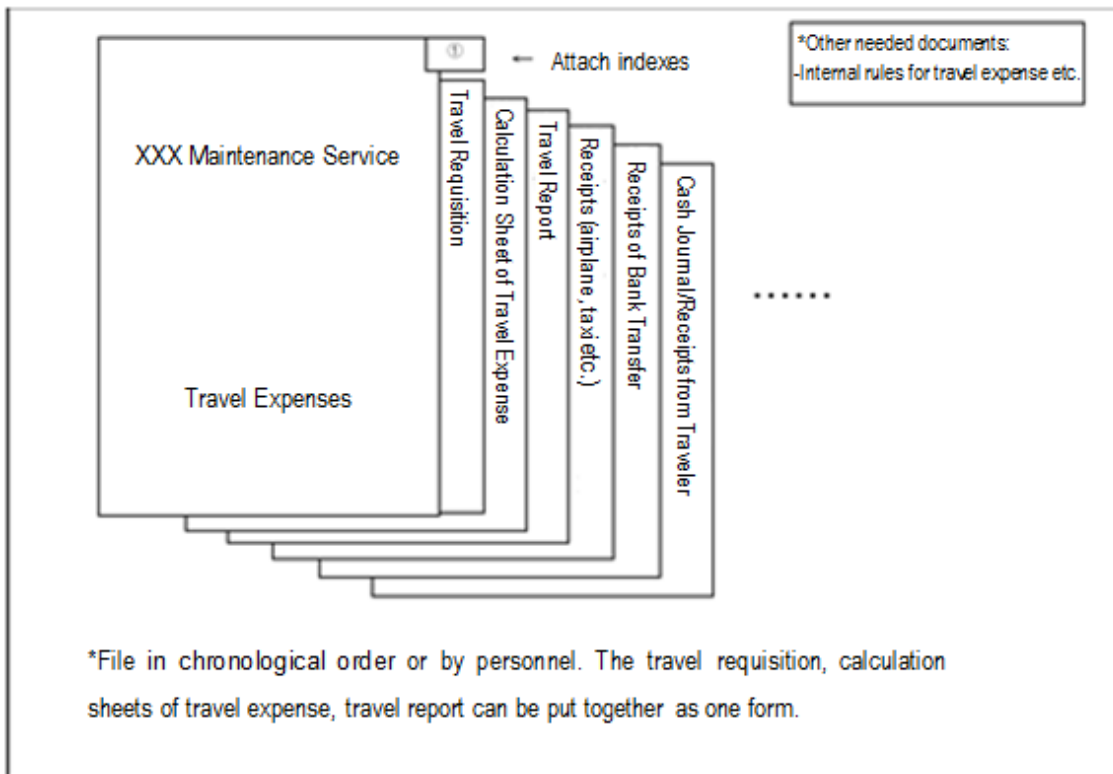 ①
← Attach indexes
*Other needed documents:
-Internal rules for travel expense etc.
XXX Maintenance Service
Travel Expenses
Travel Requisition
Calculation Sheet of Travel Expense
Travel Report
Receipts (airplane, taxi etc.)
Receipts of Bank Transfer
Cash Journal/Receipts from Traveler
......
*File in chronological order or by personnel. The travel requisition, calculation
sheets of travel expense, travel report can be put together as one form.